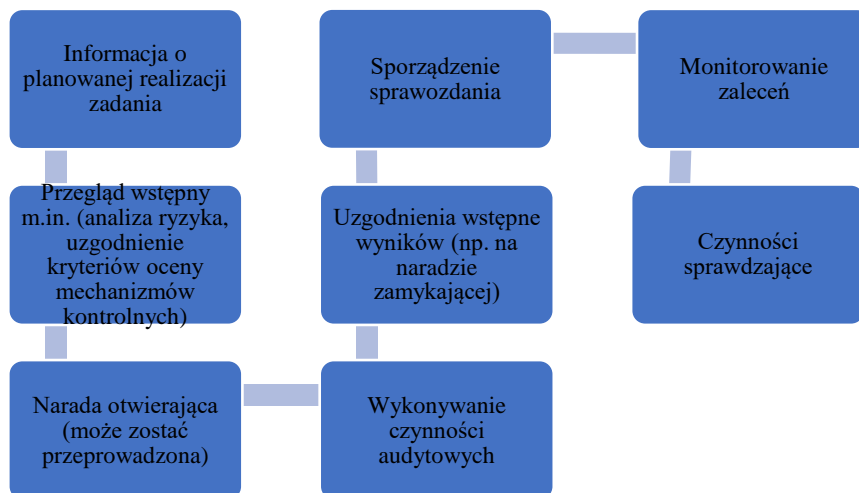 Informacja o
planowanej realizacji
zadania
Przegląd wstępny
m.in. (analiza ryzyka,
uzgodnienie
kryteriów oceny
mechanizmów
kontrolnych)
Narada otwierająca
(może zostać
przeprowadzona)
Wykonywanie
czynności
audytowych
Uzgodnienia wstępne
wyników (np. na
naradzie
zamykającej)
Sporządzenie
sprawozdania
Monitorowanie
zaleceń
Czynności
sprawdzające